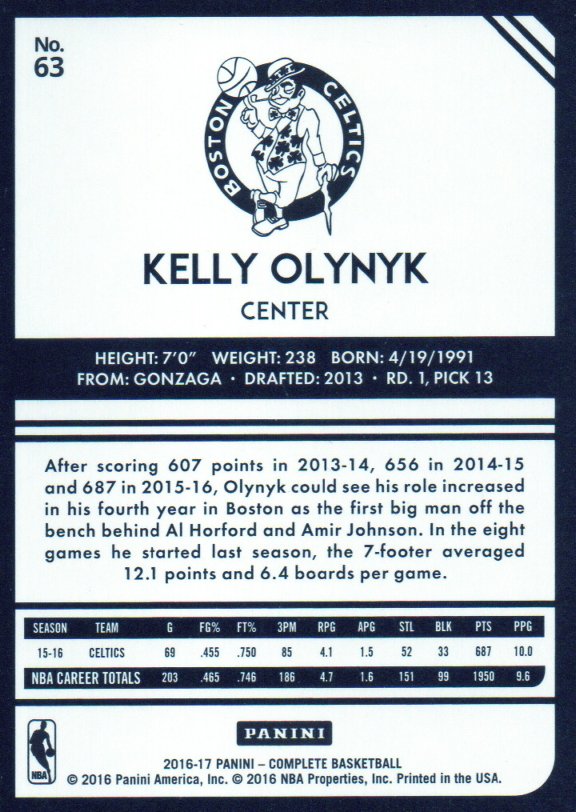 No.
63
BOSTON CELTICS
KELLY OLYNYK
CENTER
HEIGHT: 7'0" WEIGHT: 238 BORN: 4/19/1991
FROM: GONZAGA • DRAFTED: 2013 • RD. 1, PICK 13
After scoring 607 points in 2013-14, 656 in 2014-15
and 687 in 2015-16, Olynyk could see his role increased
in his fourth year in Boston as the first big man off the
bench behind Al Horford and Amir Johnson. In the eight
games he started last season, the 7-footer averaged
12.1 points and 6.4 boards per game.
SEASON TEAM G FG% FT% 3PM RPG APG STL BLK PTS PPG
15-16 CELTICS 69 .455 .750 85 4.1 1.5 52 33 687 10.0
NBA CAREER TOTALS 203 .465 .746 186 4.7 1.6 151 99 1950 9.6
PANINI
2016-17 PANINI – COMPLETE BASKETBALL
NBA © 2016 Panini America, Inc. © 2016 NBA Properties, Inc. Printed in the USA.